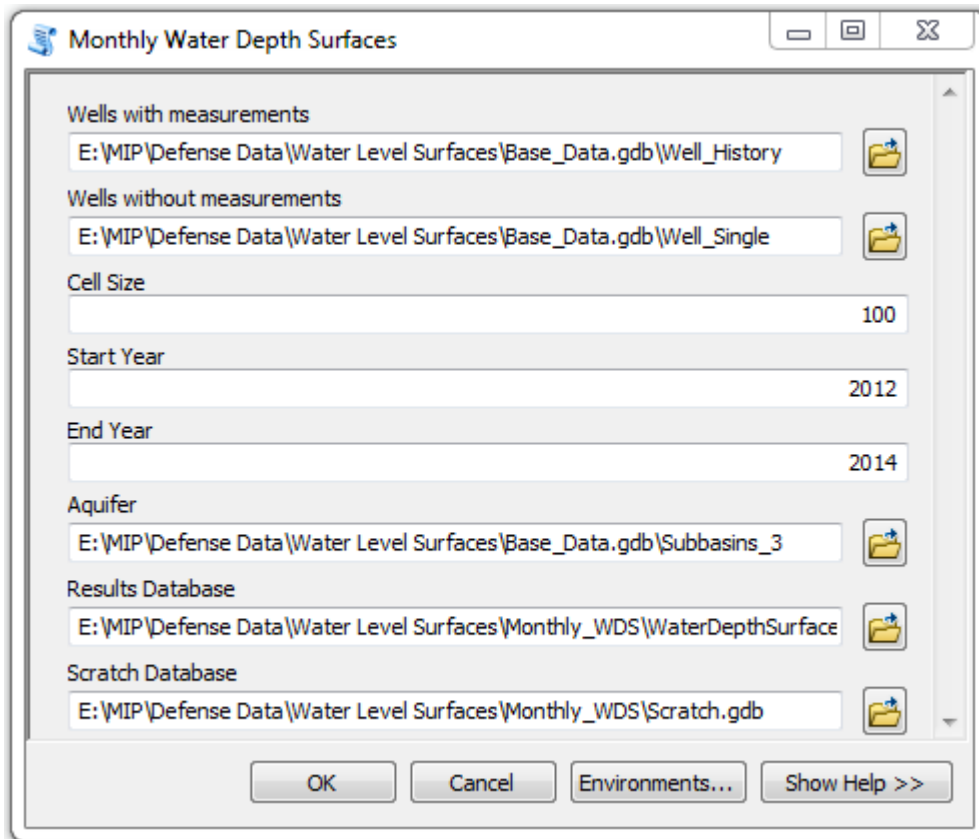 Monthly Water Depth Surfaces
Wells with measurements
E:\MIP\Defense Data\Water Level Surfaces\Base_Data.gdb\Well_History
Wells without measurements
E:\MIP\Defense Data\Water Level Surfaces\Base_Data.gdb\Well_Single
Cell Size
100
Start Year
2012
End Year
2014
Aquifer
E:\MIP\Defense Data\Water Level Surfaces\Base_Data.gdb\Subbasins_3
Results Database
E:\MIP\Defense Data\Water Level Surfaces\Monthly_WDS\WaterDepthSurface
Scratch Database
E:\MIP\Defense Data\Water Level Surfaces\Monthly_WDS\Scratch.gdb
OK Cancel Environments... Show Help >>